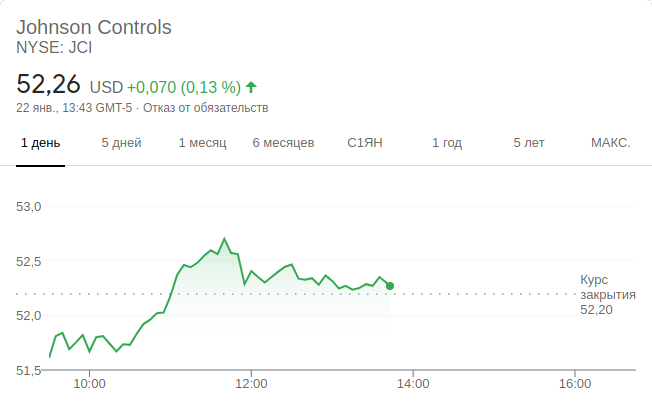 Johnson Controls
NYSE: JCI
52,26 USD +0,070 (0,13 %)
22 янв., 13:43 GMT-5 · Отказ от обязательств
1 день 5 дней 1 месяц 6 месяцев С1ЯН 1 год 5 лет МАКС.
53,0
52,5
Курс
закрытия
52,20
52,0
51,5
10:00 12:00 14:00 16:00